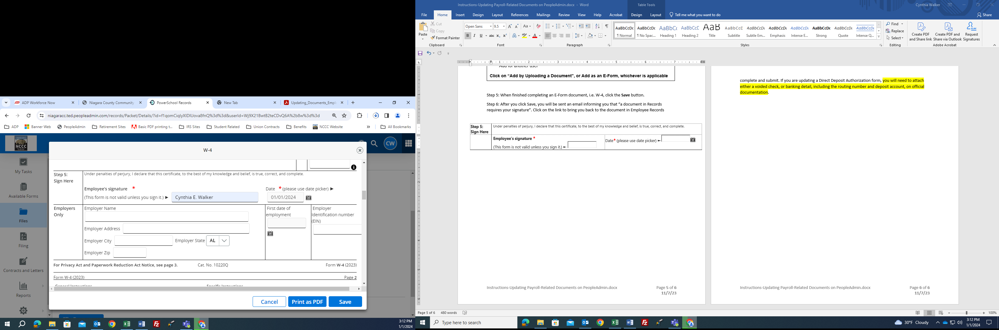 ADP Workforce Now
Niagara County Community
PowerSchool Records
New Tab
Updating_Documents_Empl
niagaracc.ted.peopleadmin.com/records/Packet/Details/?id=f1qomCiqIyXIDIUova8fnQ%3d%3d&userId=Wj9X21BwtB2teCDvQ6A%2b8w%3d%3d
ADP
Banner Web
PeopleAdmin
Retirement Sites
Basic PDF printing t...
IRS Sites
Student Related
Union Contracts
Benefits
NCCC Website
»
All Bookmarks
NCCC
CW
My Tasks
Available Forms
Files
Filing
Contracts and Letters
Reports
W-4
Step 5:
Sign Here
Under penalties of perjury, I declare that this certificate, to the best of my knowledge and belief, is true, correct, and complete.
Employee's signature *
(This form is not valid unless you sign it.) ► Cynthia E. Walker
Date * (please use date picker) ►
01/01/2024
Employers
Only
Employer Name
Employer Address
Employer City
Employer State AL
Employer Zip
First date of
employment
Employer
Identification number
(EIN)
For Privacy Act and Paperwork Reduction Act Notice, see page 3.
Cat. No. 10220Q
Form W-4 (2023)
Form W-4 (2023)
Page 2
General Instructions
Specific Instructions
Cancel
Print as PDF
Save
3:12 PM
1/1/2024
Instructions-Updating Payroll-Related Documents on PeopleAdmin.docx - Word
Table Tools
Cynthia Walker
File
Home
Insert
Design
Layout
References
Mailings
Review
View
Help
Acrobat
Design
Layout
Tell me what you want to do
Share
Paste
Cut
Copy
Format Painter
Clipboard
Open Sans
9.5
Font
Paragraph
AaBbCcDc
¶ Normal
AaBbCcDc
¶ No Spac...
AaBbCc
Heading 1
AaBbCcD
Heading 2
AaB
Title
AaBbCcD
Subtitle
AaBbCcDc
Subtle Em...
AaBbCcDc
Emphasis
AaBbCcDc
Intense E...
AaBbCcDc
Strong
AaBbCcDc
Quote
AaBbCcDc
Intense Q...
Styles
Find
Replace
Select
Editing
Create PDF
and Share link
Create PDF and
Share via Outlook
Request
Signatures
Adobe Acrobat
Add for another user
Click on “Add by Uploading a Document”, or Add as an E-Form, whichever is applicable
Step 5: When finished completing an E-Form document, i.e. W-4, click the Save button.
Step 6: After you click Save, you will be sent an email informing you that “a document in Records
requires your signature”. Click on the link to bring you back to the document in Employee Records
Step 5:
Sign Here
Under penalties of perjury, I declare that this certificate, to the best of my knowledge and belief, is true, correct, and complete.
Employee's signature *
(This form is not valid unless you sign it.) ►
Date* (please use date picker) ►
Instructions-Updating Payroll-Related Documents on PeopleAdmin.docx
Page 5 of 6
11/7/23
complete and submit. If you are updating a Direct Deposit Authorization form, you will need to attach
either a voided check, or banking detail, including the routing number and deposit account, on official
documentation.
Instructions-Updating Payroll-Related Documents on PeopleAdmin.docx
Page 6 of 6
11/7/23
Page 5 of 6
480 words
100%
Type here to search
30°F Cloudy
3:12 PM
1/1/2024